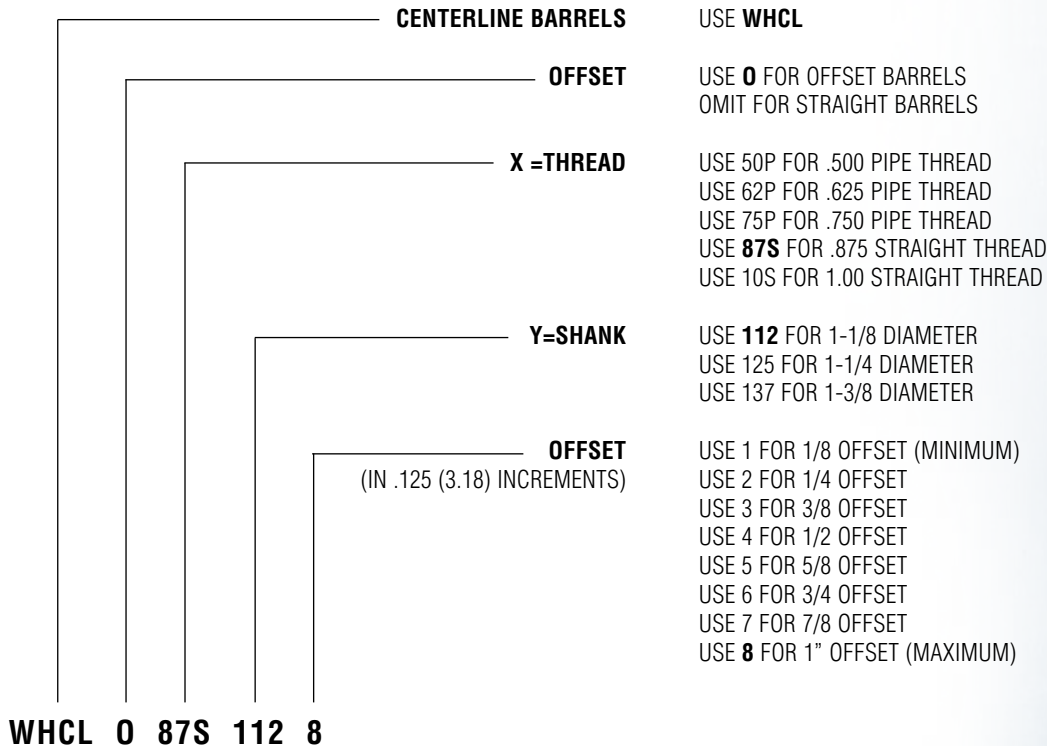 CENTERLINE BARRELS USE WHCL
OFFSET USE O FOR OFFSET BARRELS
OMIT FOR STRAIGHT BARRELS
X =THREAD USE 50P FOR .500 PIPE THREAD
USE 62P FOR .625 PIPE THREAD
USE 75P FOR .750 PIPE THREAD
USE 87S FOR .875 STRAIGHT THREAD
USE 10S FOR 1.00 STRAIGHT THREAD
Y=SHANK USE 112 FOR 1-1/8 DIAMETER
USE 125 FOR 1-1/4 DIAMETER
USE 137 FOR 1-3/8 DIAMETER
OFFSET USE 1 FOR 1/8 OFFSET (MINIMUM)
(IN .125 (3.18) INCREMENTS) USE 2 FOR 1/4 OFFSET
USE 3 FOR 3/8 OFFSET
USE 4 FOR 1/2 OFFSET
USE 5 FOR 5/8 OFFSET
USE 6 FOR 3/4 OFFSET
USE 7 FOR 7/8 OFFSET
USE 8 FOR 1” OFFSET (MAXIMUM)
WHCL O 87S 112 8